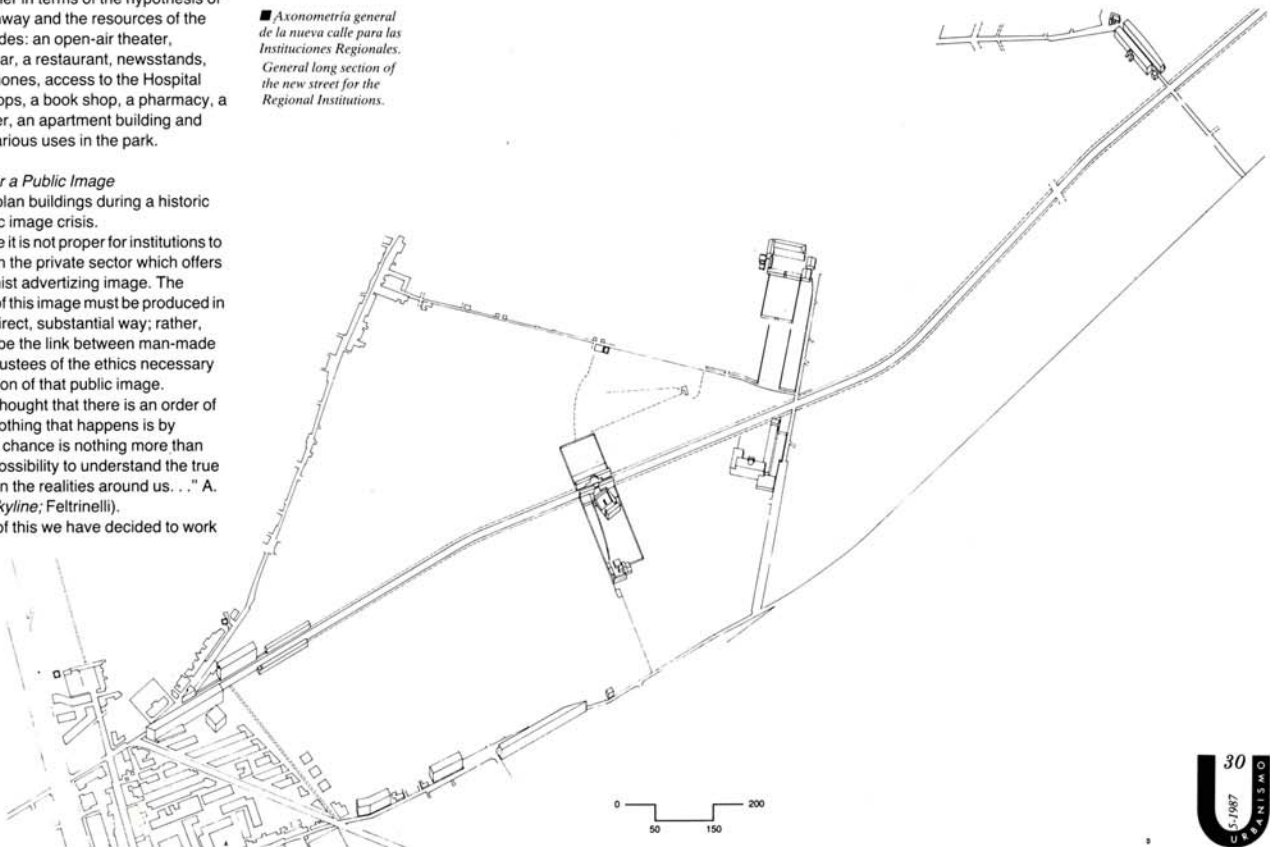 er in terms of the hypothesis of
way and the resources of the
des: an open-air theater,
ar, a restaurant, newsstands,
ones, access to the Hospital
ops, a book shop, a pharmacy, a
er, an apartment building and
arious uses in the park.
r a Public Image
plan buildings during a historic
c image crisis.
e it is not proper for institutions to
n the private sector which offers
nist advertizing image. The
of this image must be produced in
direct, substantial way; rather,
be the link between man-made
ustees of the ethics necessary
ion of that public image.
hought that there is an order of
othing that happens is by
chance is nothing more than
ossibility to understand the true
n the realities around us. . ." A.
kyline; Feltrinelli).
of this we have decided to work
■ Axonometría general
de la nueva calle para las
Instituciones Regionales.
General long section of
the new street for the
Regional Institutions.
0 200
50 150
30
5-1987
URBANISMO